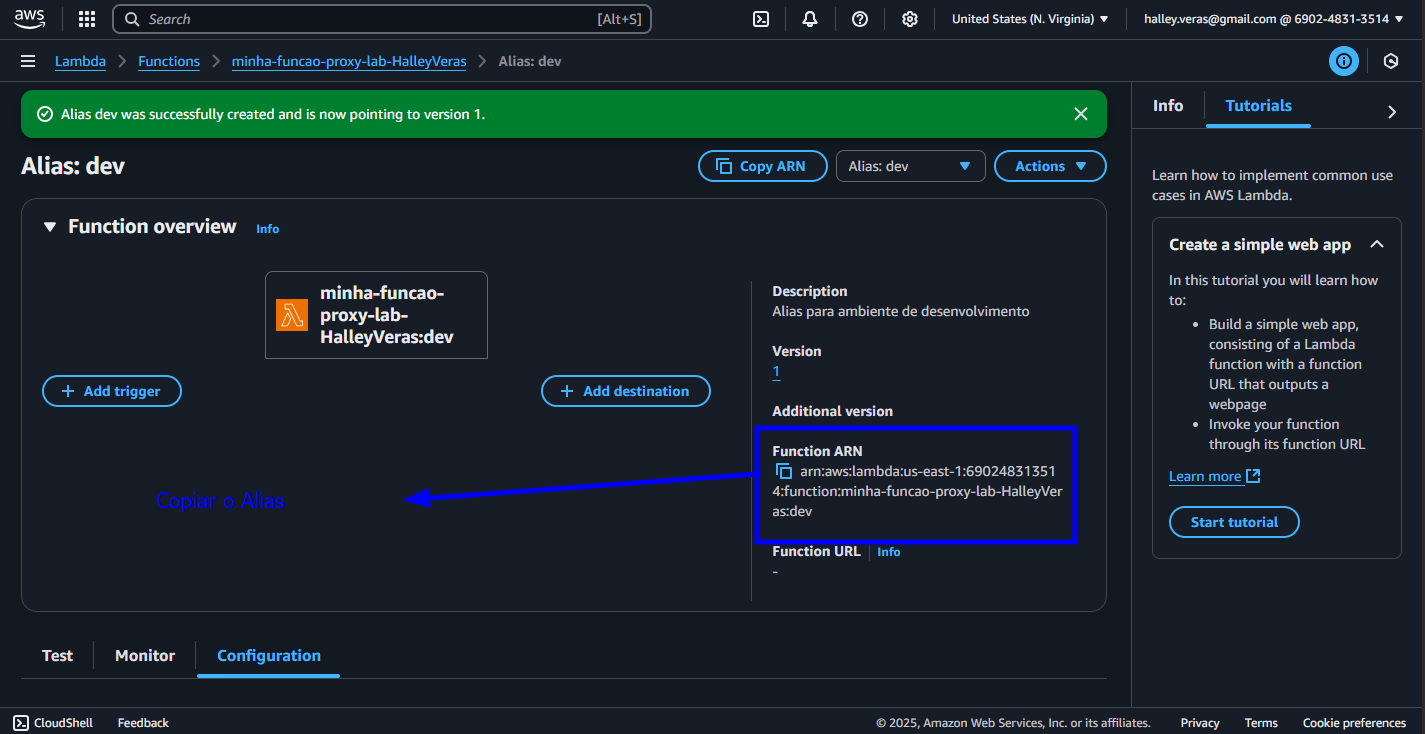 aws
Search
[Alt+S]
United States (N. Virginia)
halley.veras@gmail.com @ 6902-4831-3514
Lambda
Functions
minha-funcao-proxy-lab-HalleyVeras
Alias: dev
Alias dev was successfully created and is now pointing to version 1.
Alias: dev
Copy ARN
Alias: dev
Actions
Function overview
Info
minha-funcao-
proxy-lab-
HalleyVeras:dev
Add trigger
Add destination
Copiar o Alias
Description
Alias para ambiente de desenvolvimento
Version
1
Additional version
Function ARN
arn:aws:lambda:us-east-1:69024831351
4:function:minha-funcao-proxy-lab-HalleyVer
as:dev
Function URL
Info
-
Test
Monitor
Configuration
Info
Tutorials
Learn how to implement common use
cases in AWS Lambda.
Create a simple web app
In this tutorial you will learn how
to:
• Build a simple web app,
consisting of a Lambda
function with a function
URL that outputs a
webpage
• Invoke your function
through its function URL
Learn more
Start tutorial
CloudShell
Feedback
© 2025, Amazon Web Services, Inc. or its affiliates.
Privacy
Terms
Cookie preferences